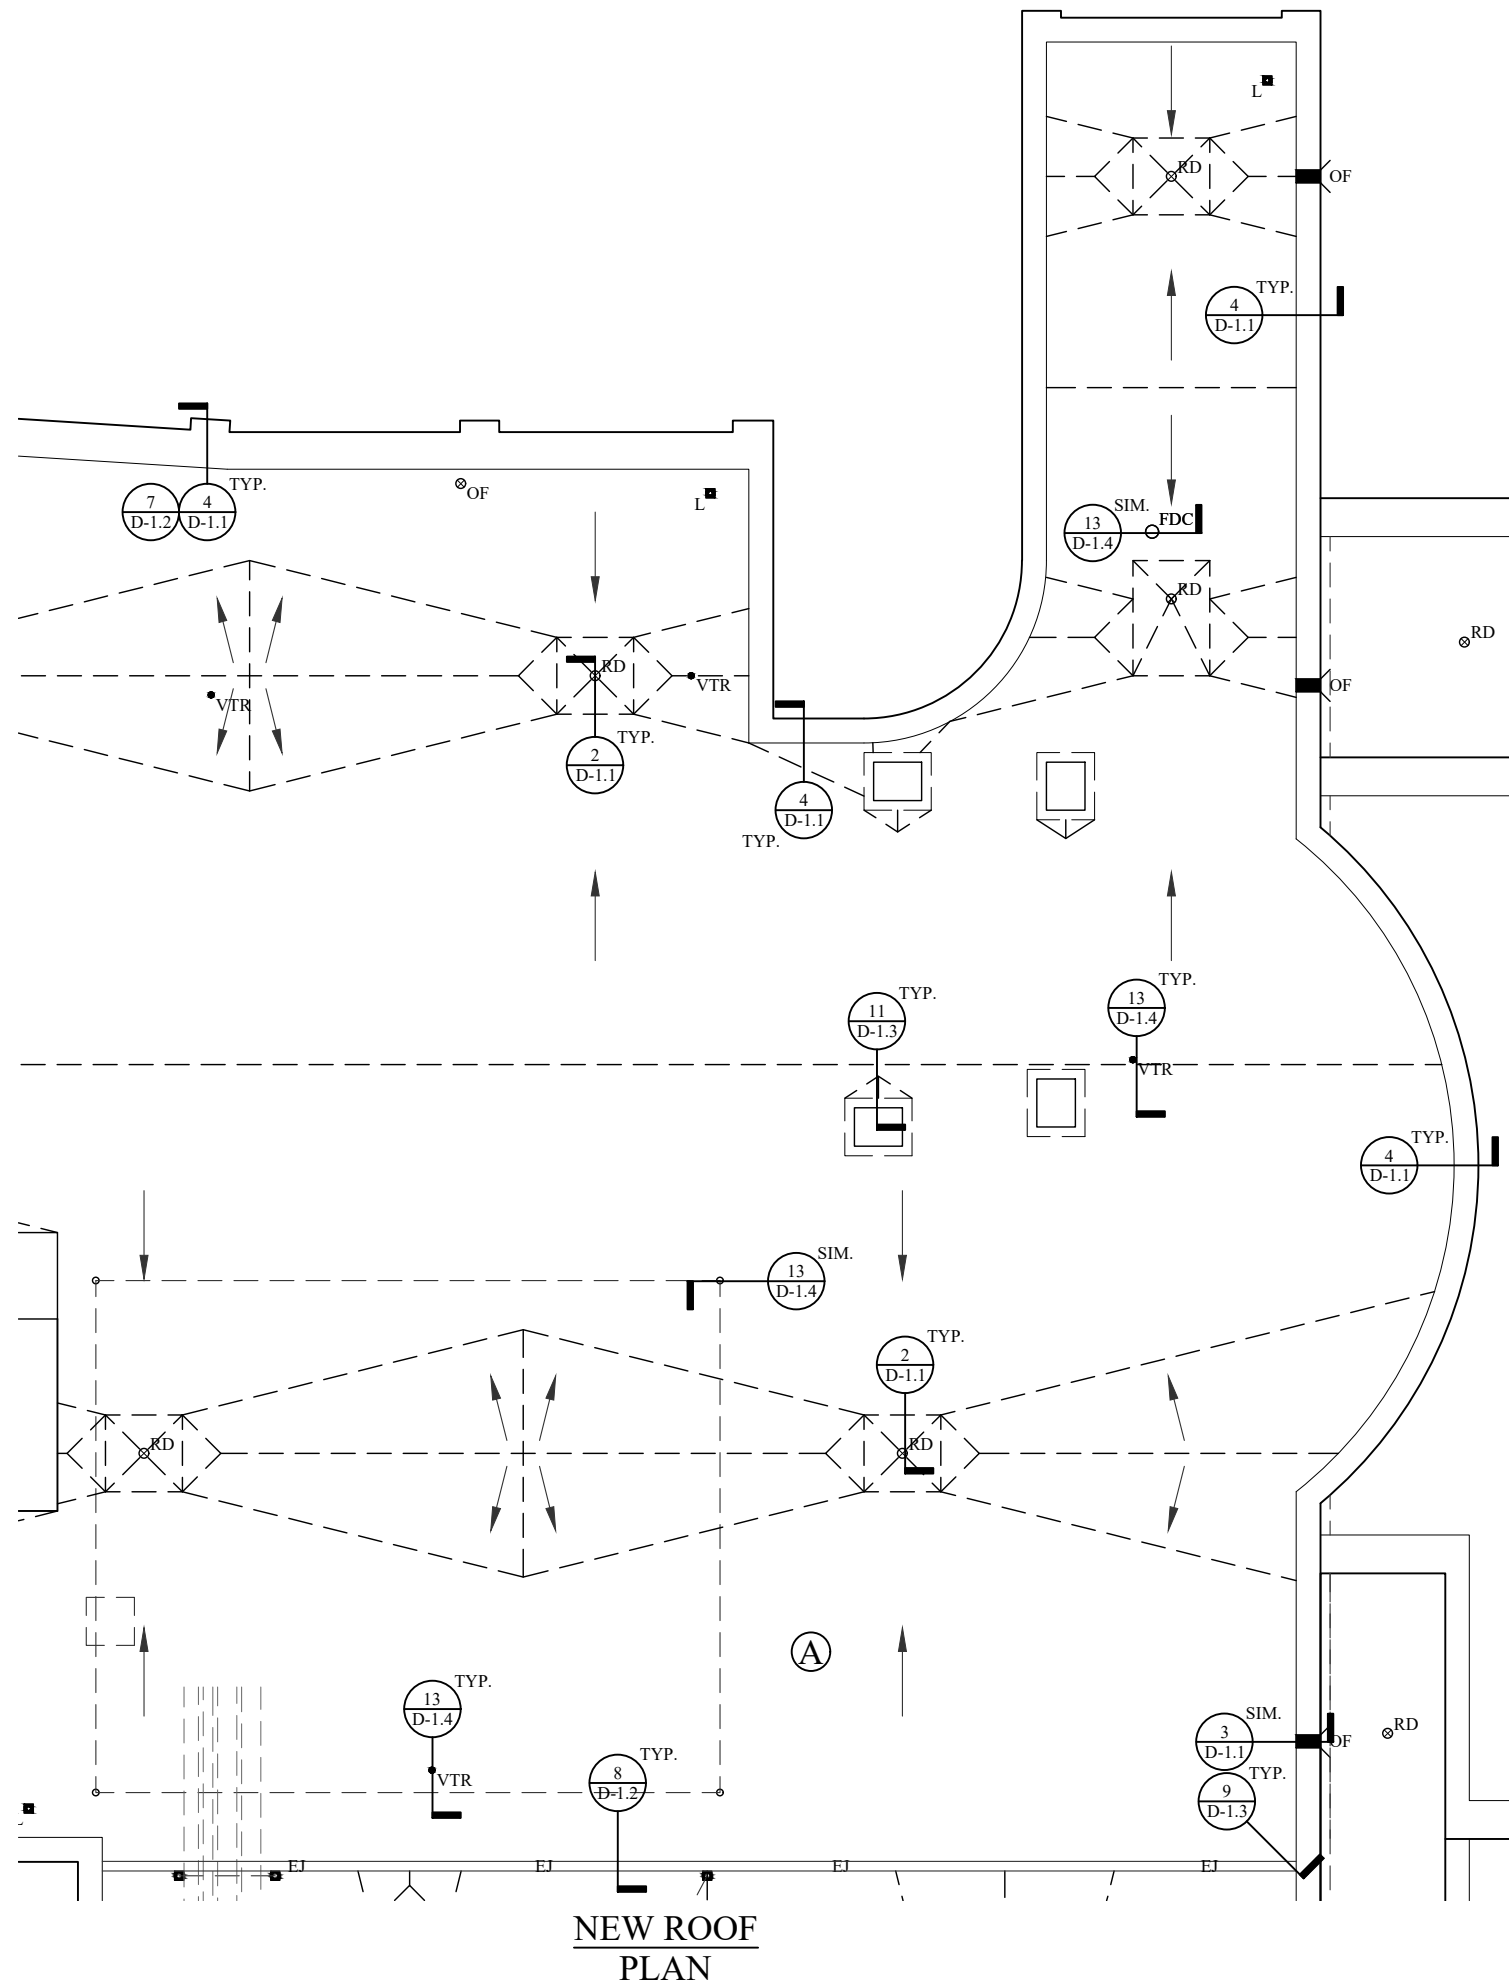 L
RD
OF
TYP.
4
D-1.1
TYP.
7
D-1.2
4
D-1.1
OF
L
SIM.
13
D-1.4
FDC
RD
RD
OF
RD
VTR
VTR
TYP.
2
D-1.1
4
D-1.1
TYP.
TYP.
11
D-1.3
TYP.
13
D-1.4
VTR
TYP.
4
D-1.1
SIM.
13
D-1.4
TYP.
2
D-1.1
RD
RD
A
TYP.
13
D-1.4
VTR
TYP.
8
D-1.2
SIM.
3
D-1.1
OF
RD
TYP.
9
D-1.3
EJ
EJ
EJ
EJ
NEW ROOF
PLAN